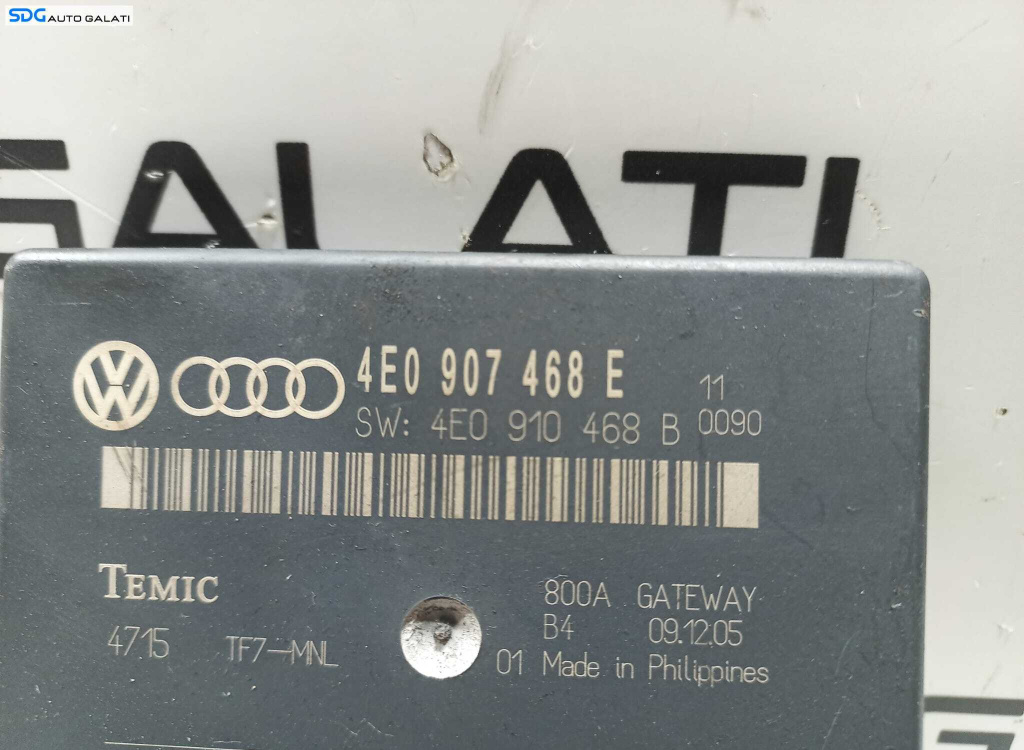 SDG AUTO GALATI
GALATI
4E0 907 468 E
11
SW: 4E0 910 468 B
0090
TEMIC
800A GATEWAY
4715 TF7-MNL
B4 09.12.05
01 Made in Philippines